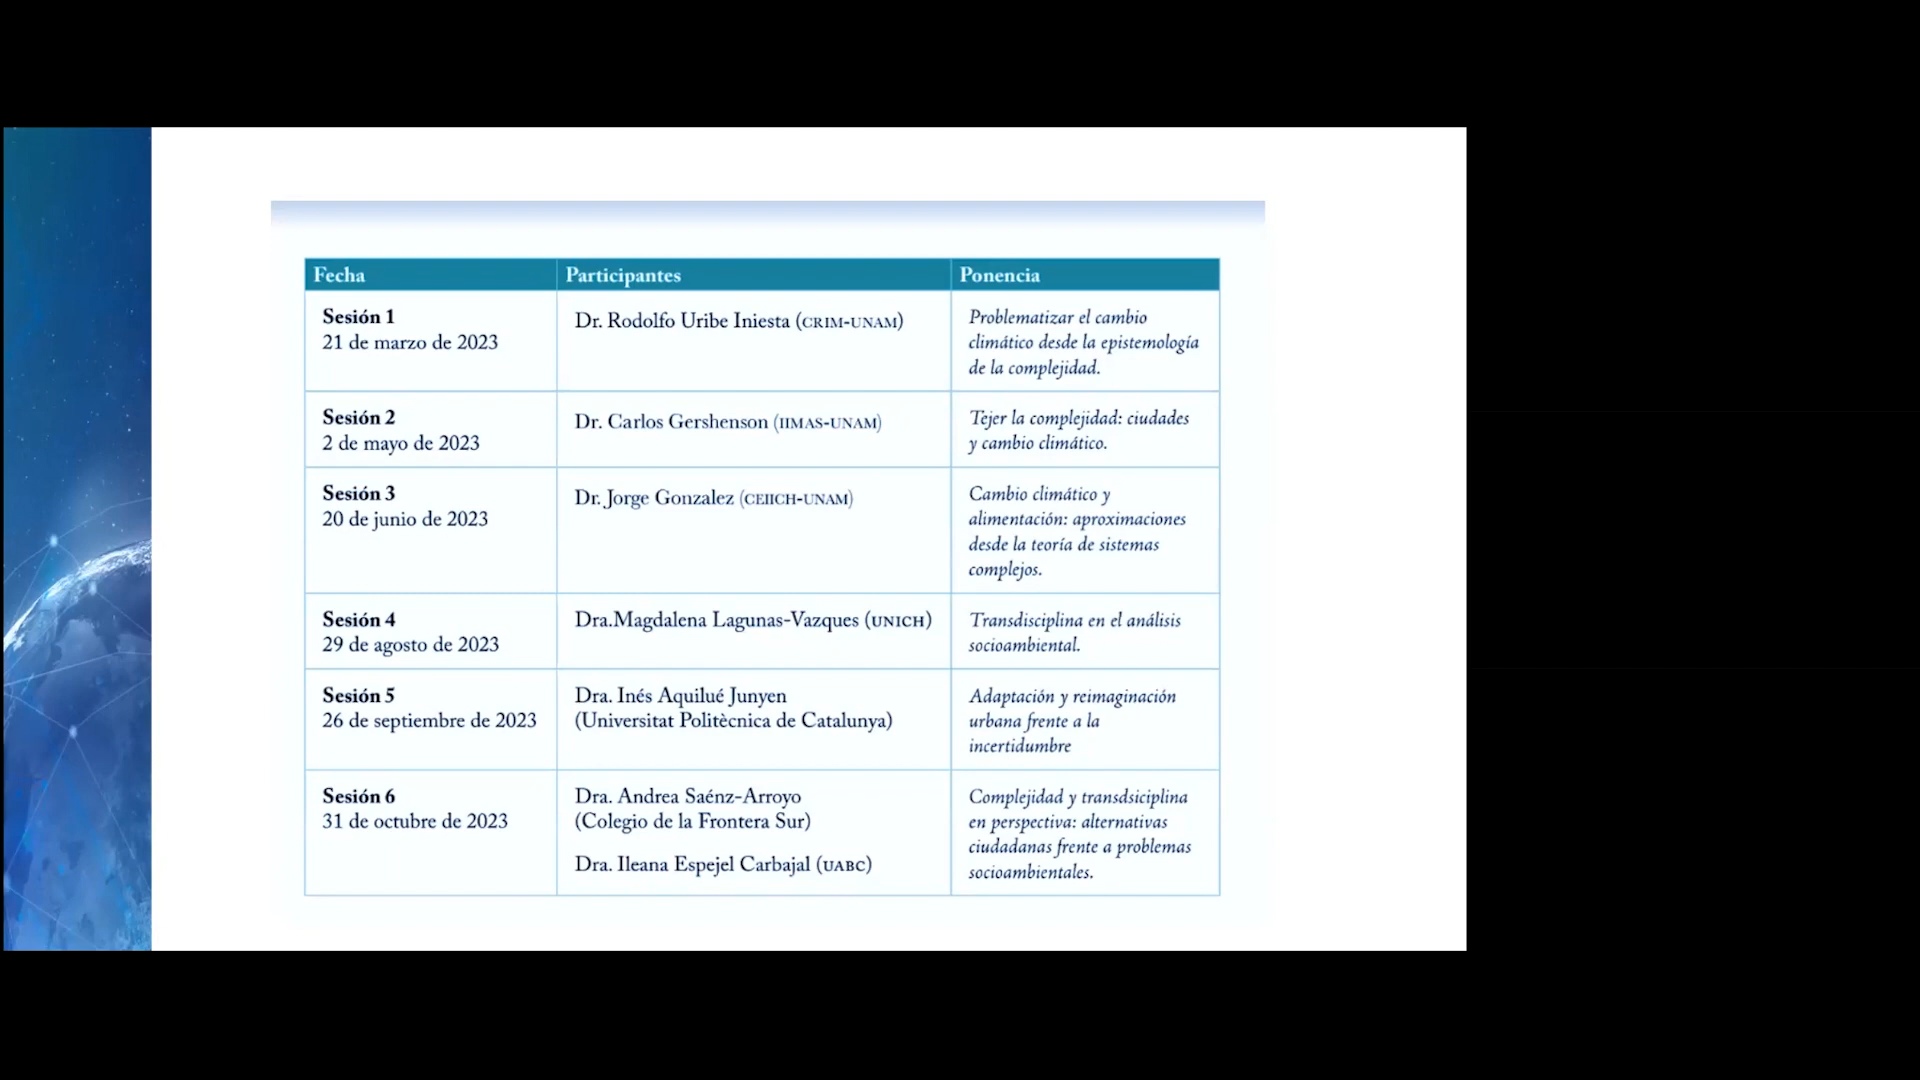 Fecha
Participantes
Ponencia
Sesión 1
21 de marzo de 2023
Dr. Rodolfo Uribe Iniesta (CRIM-UNAM)
Problematizar el cambio
climático desde la epistemología
de la complejidad.
Sesión 2
2 de mayo de 2023
Dr. Carlos Gershenson (IIMAS-UNAM)
Tejer la complejidad: ciudades
y cambio climático.
Sesión 3
20 de junio de 2023
Dr. Jorge Gonzalez (CEIICH-UNAM)
Cambio climático y
alimentación: aproximaciones
desde la teoría de sistemas
complejos.
Sesión 4
29 de agosto de 2023
Dra.Magdalena Lagunas-Vazques (UNICH)
Transdisciplina en el análisis
socioambiental.
Sesión 5
26 de septiembre de 2023
Dra. Inés Aquilué Junyen
(Universitat Politècnica de Catalunya)
Adaptación y reimaginación
urbana frente a la
incertidumbre
Sesión 6
31 de octubre de 2023
Dra. Andrea Saénz-Arroyo
(Colegio de la Frontera Sur)
Dra. Ileana Espejel Carbajal (UABC)
Complejidad y transdsiciplina
en perspectiva: alternativas
ciudadanas frente a problemas
socioambientales.